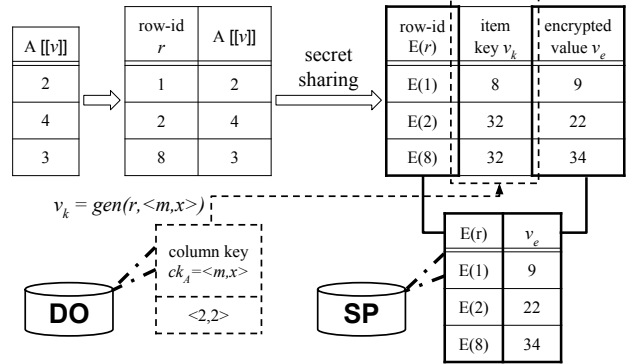 A [[v]]
2
4
3
row-id r A [[v]]
1 2
2 4
8 3
secret sharing
row-id E(r) item key v_k encrypted value v_e
E(1) 8 9
E(2) 32 22
E(8) 32 34
v_k = gen(r,<m,x>)
DO
column key
ck_A=<m,x>
<2,2>
SP
E(r) v_e
E(1) 9
E(2) 22
E(8) 34